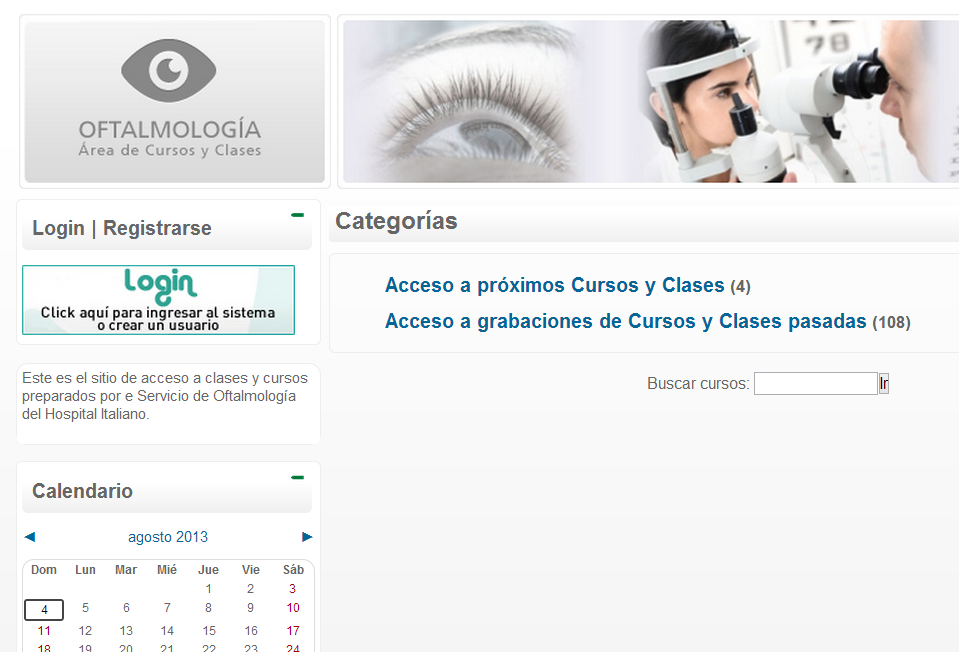 OFTALMOLOGÍA
Área de Cursos y Clases
78
Login | Registrarse
Login
Click aquí para ingresar al sistema
o crear un usuario
Este es el sitio de acceso a clases y cursos
preparados por e Servicio de Oftalmología
del Hospital Italiano.
Calendario
agosto 2013
Dom Lun Mar Mié Jue Vie Sáb
1 2 3
4 5 6 7 8 9 10
11 12 13 14 15 16 17
18 19 20 21 22 23 24
Categorías
Acceso a próximos Cursos y Clases (4)
Acceso a grabaciones de Cursos y Clases pasadas (108)
Buscar cursos: Ir